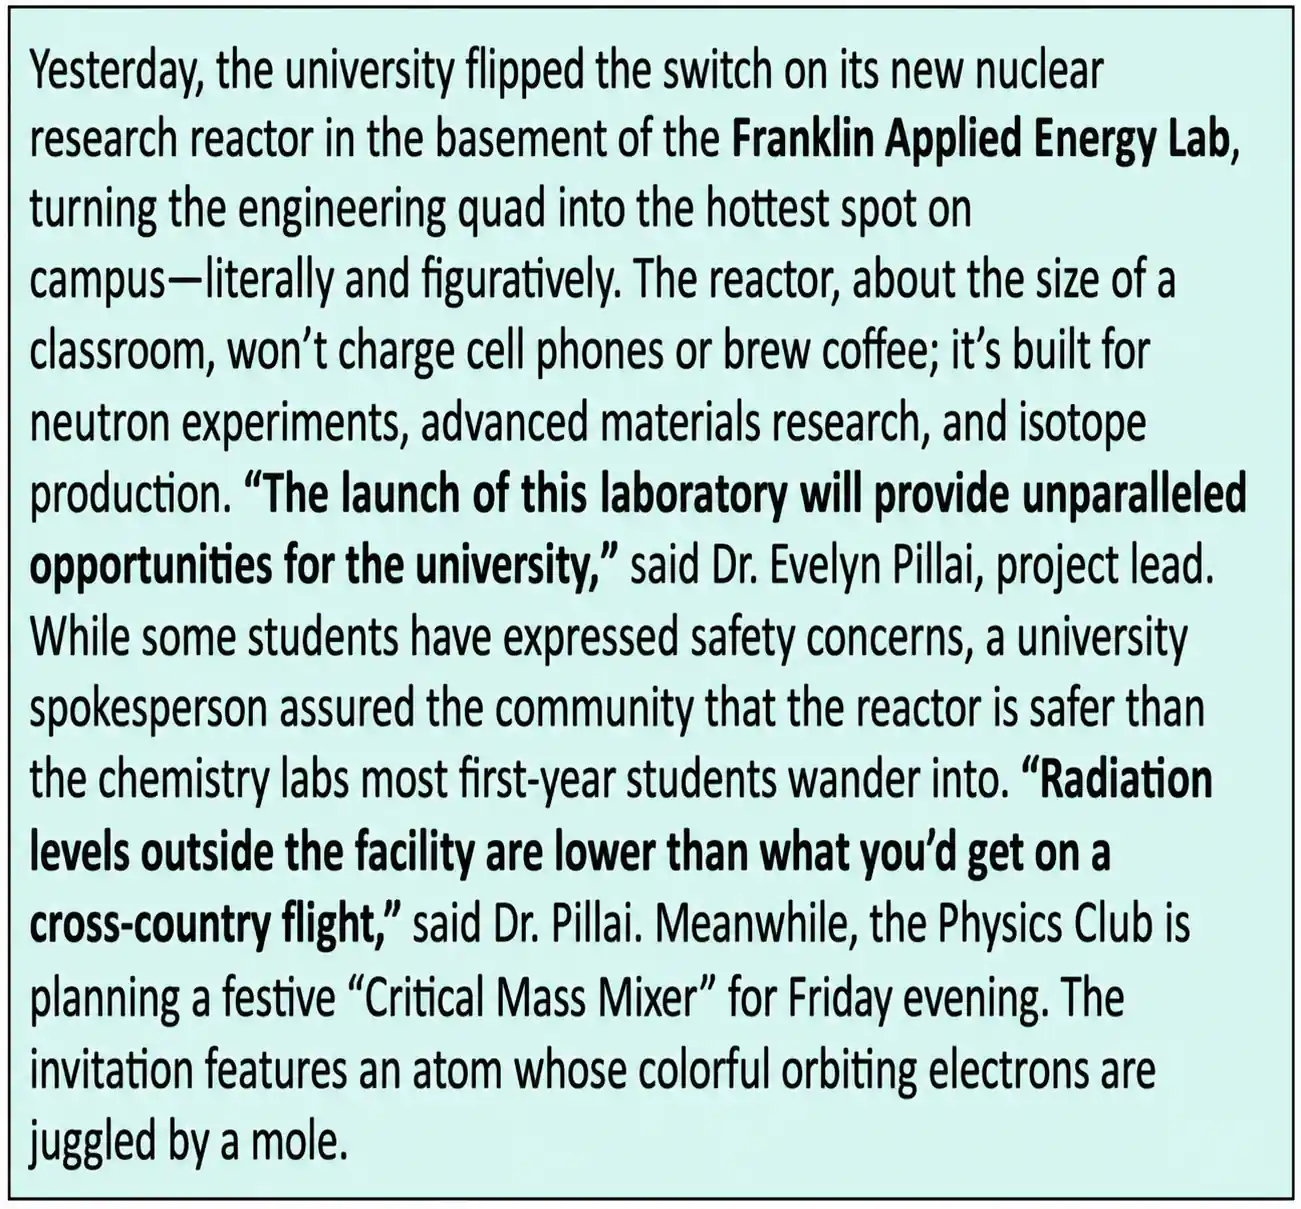 Yesterday, the university flipped the switch on its new nuclear
research reactor in the basement of the Franklin Applied Energy Lab,
turning the engineering quad into the hottest spot on
campus—literally and figuratively. The reactor, about the size of a
classroom, won’t charge cell phones or brew coffee; it’s built for
neutron experiments, advanced materials research, and isotope
production. “The launch of this laboratory will provide unparalleled
opportunities for the university,” said Dr. Evelyn Pillai, project lead.
While some students have expressed safety concerns, a university
spokesperson assured the community that the reactor is safer than
the chemistry labs most first-year students wander into. “Radiation
levels outside the facility are lower than what you’d get on a
cross-country flight,” said Dr. Pillai. Meanwhile, the Physics Club is
planning a festive “Critical Mass Mixer” for Friday evening. The
invitation features an atom whose colorful orbiting electrons are
juggled by a mole.